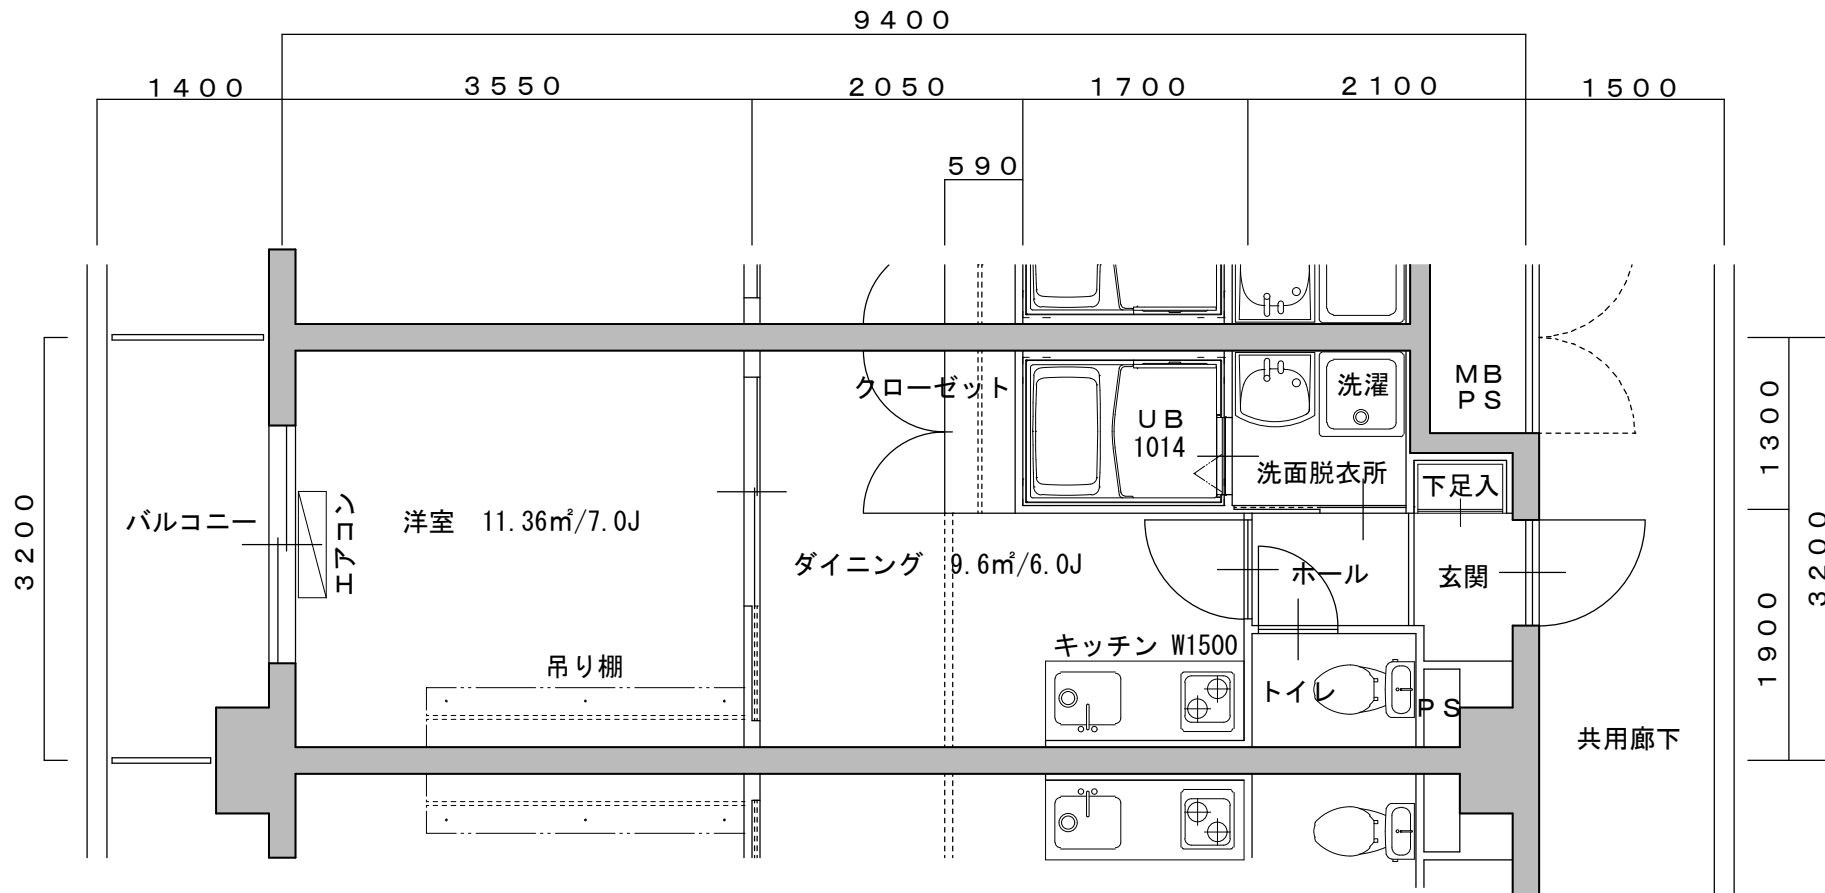 ９４００
１４００
３５５０
２０５０
１７００
２１００
１５００
５９０
クローゼット
ＵＢ
1014
洗濯
ＭＢ
ＰＳ
１３００
３２００
バルコニー
エアコン
洋室　11.36㎡/7.0J
ダイニング　9.6㎡/6.0J
洗面脱衣所
下足入
ホール
玄関
３２００
１９００
吊り棚
キッチン W1500
トイレ
ＰＳ
共用廊下